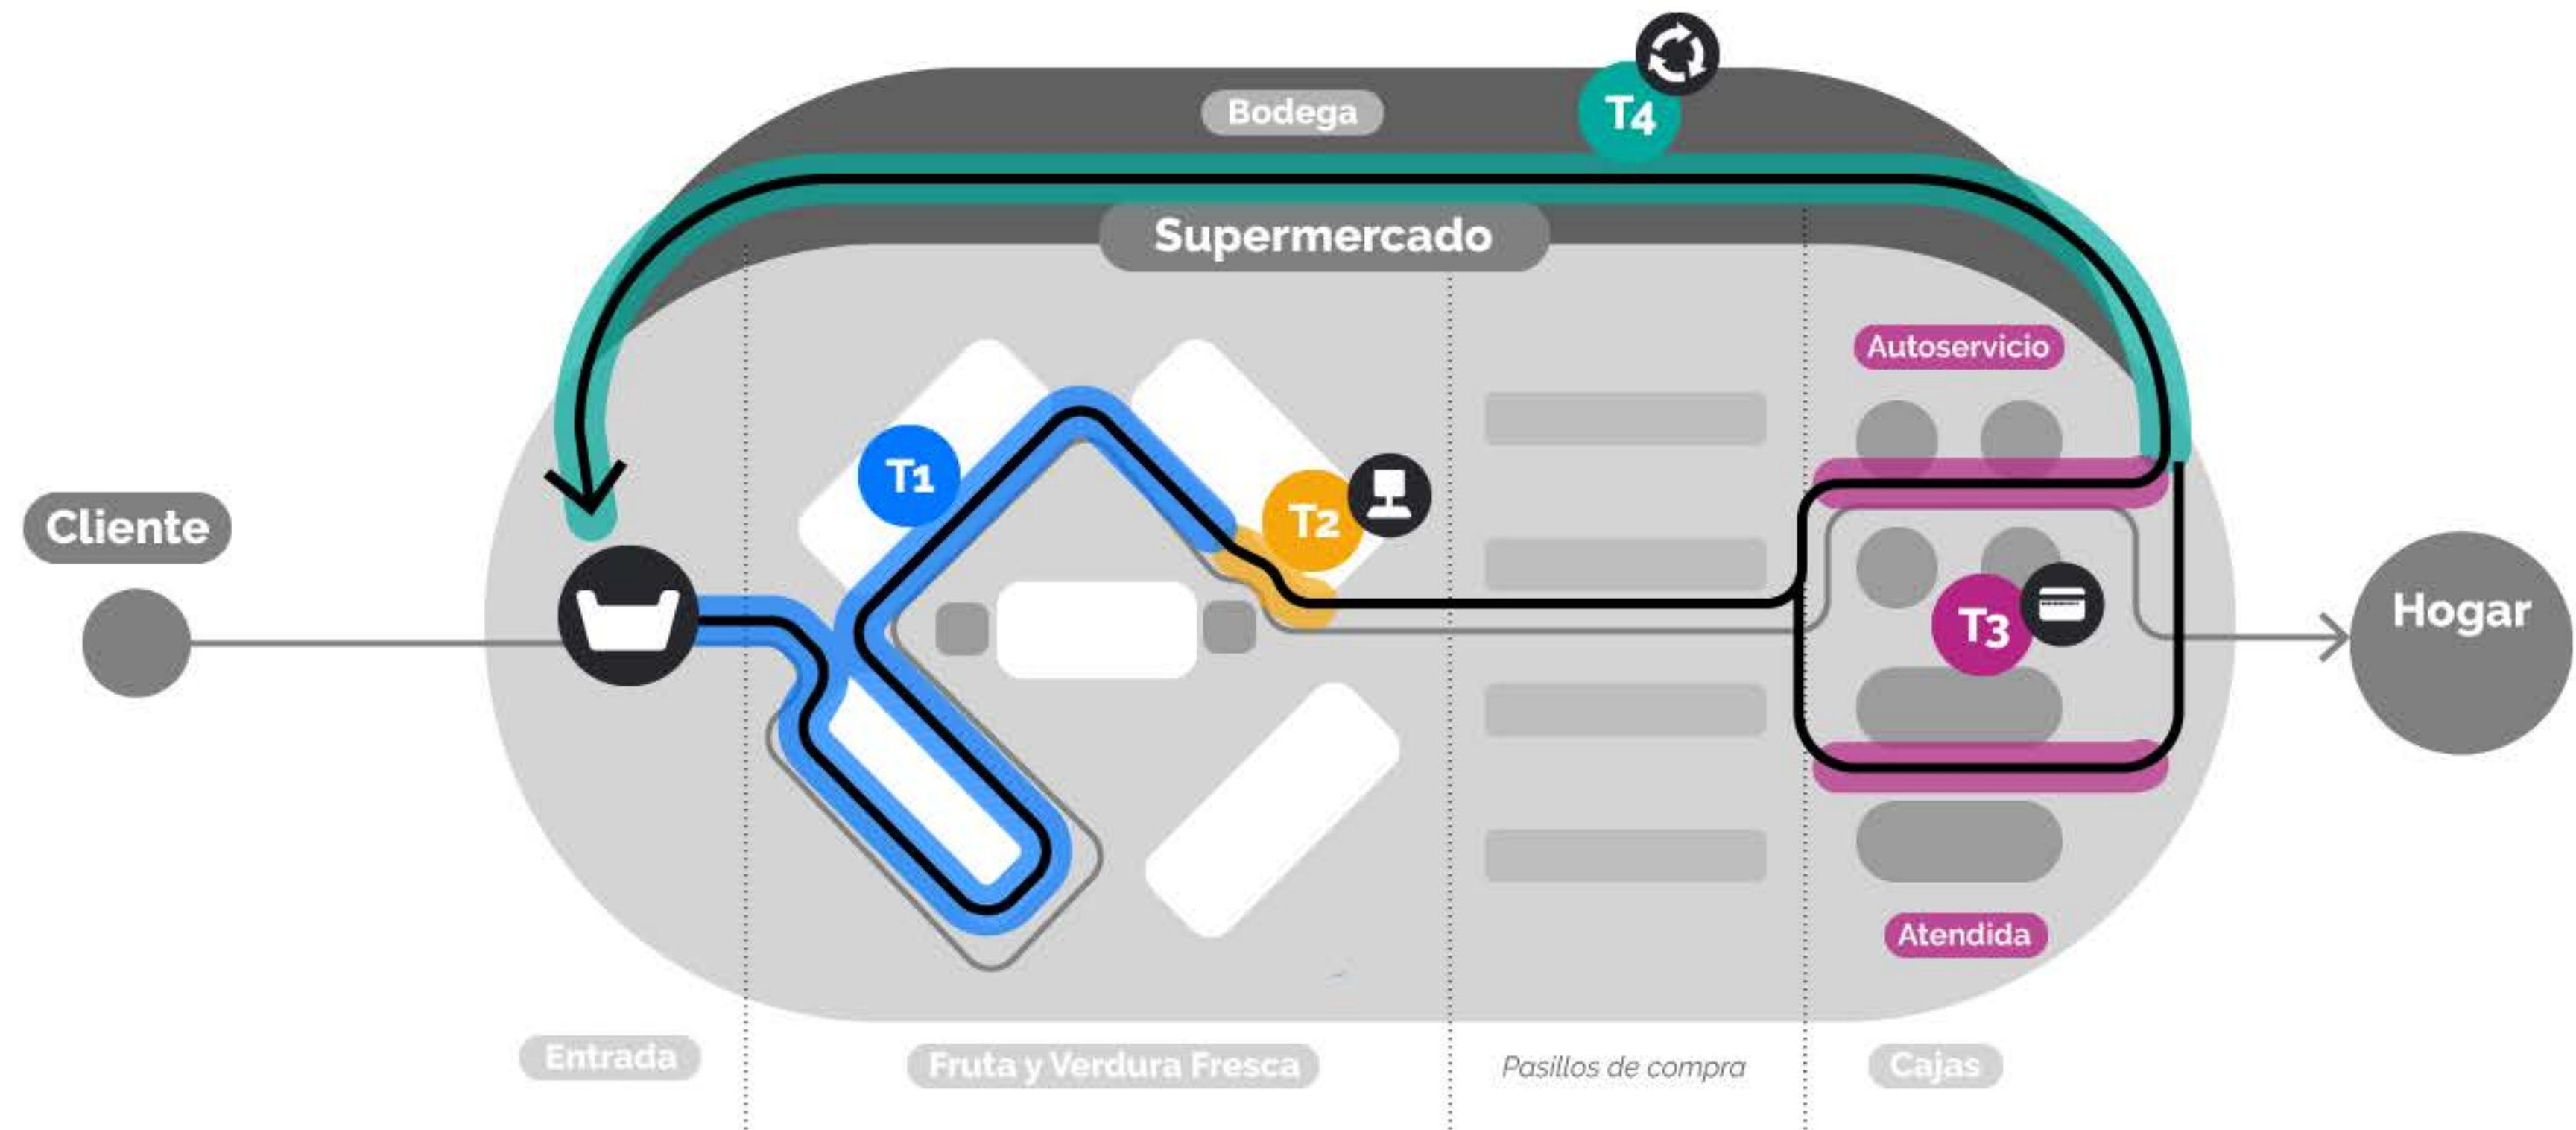 Bodega
T4
Supermercado
Autoservicio
T1
T2
Cliente
T3
Hogar
Atendida
Entrada
Fruta y Verdura Fresca
Pasillos de compra
Cajas